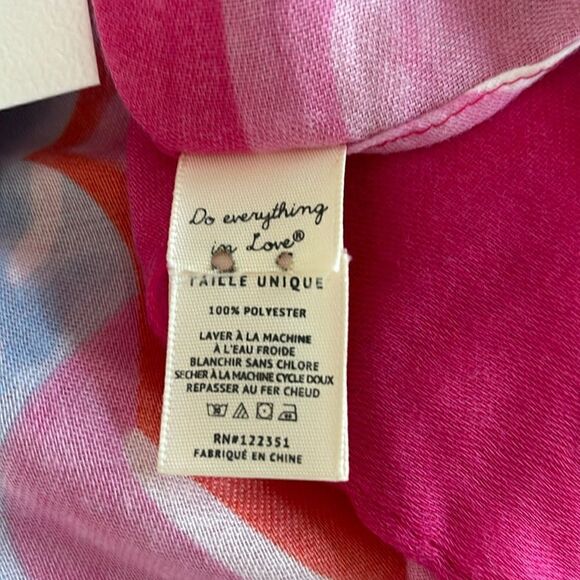 Do everything
in Love®
TAILLE UNIQUE
100% POLYESTER
LAVER À LA MACHINE
À L'EAU FROIDE
BLANCHIR SANS CHLORE
SECHER À LA MACHINE CYCLE DOUX
REPASSER AU FER CHEUD
RN#122351
FABRIQUÉ EN CHINE